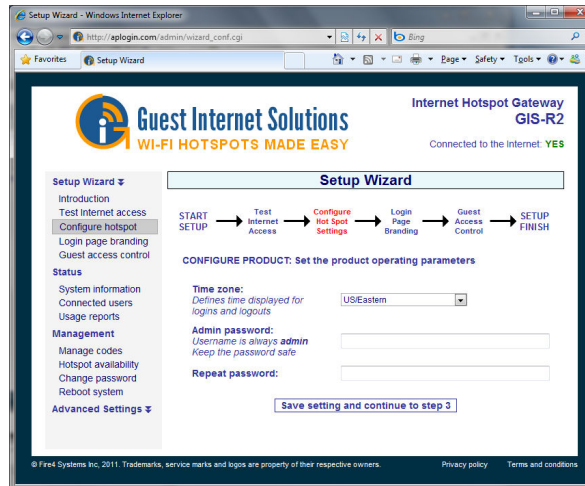 Setup Wizard - Windows Internet Explorer
http://aplogin.com/admin/wizard_conf.cgi
Bing
Favorites
Setup Wizard
Page
Safety
Tools
Guest Internet Solutions
WI-FI HOTSPOTS MADE EASY
Internet Hotspot Gateway
GIS-R2
Connected to the Internet: YES
Setup Wizard
Introduction
Test Internet access
Configure hotspot
Login page branding
Guest access control
Status
System information
Connected users
Usage reports
Management
Manage codes
Hotspot availability
Change password
Reboot system
Advanced Settings
Setup Wizard
START SETUP
Test Internet Access
Configure Hot Spot Settings
Login Page Branding
Guest Access Control
SETUP FINISH
CONFIGURE PRODUCT: Set the product operating parameters
Time zone:
Defines time displayed for
logins and logouts
US/Eastern
Admin password:
Username is always admin
Keep the password safe
Repeat password:
Save setting and continue to step 3
© Fire4 Systems Inc, 2011. Trademarks, service marks and logos are property of their respective owners.
Privacy policy
Terms and conditions